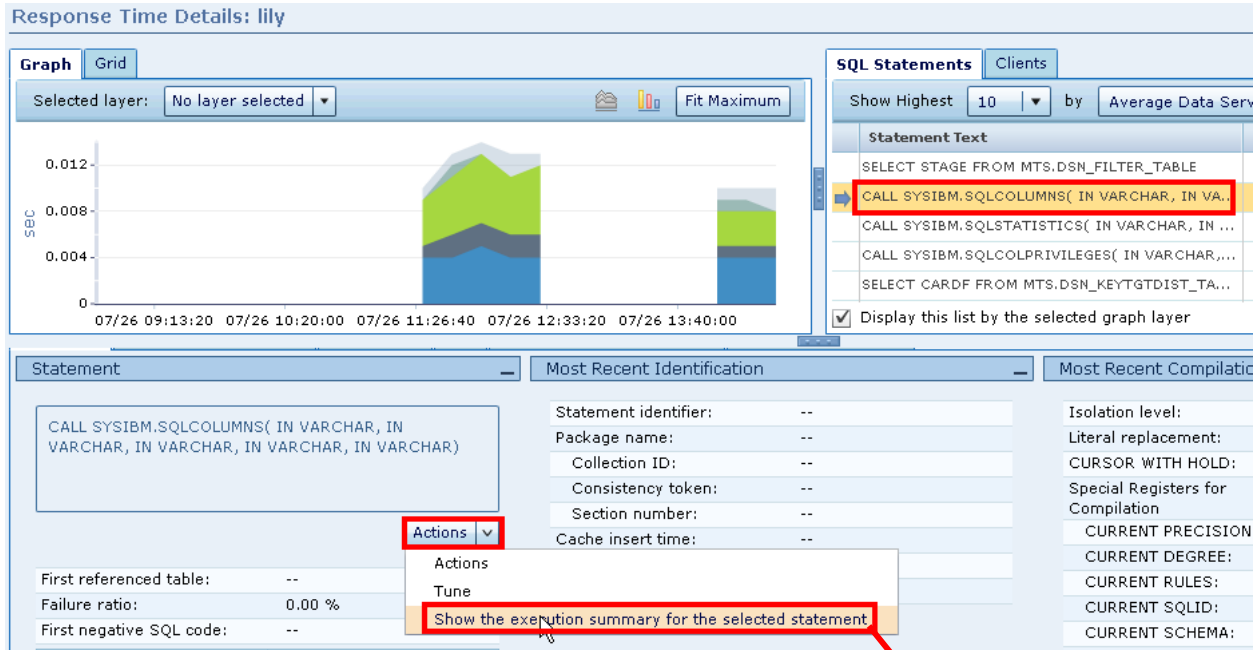 Response Time Details: lily
Graph
Grid
Selected layer:
No layer selected
Fit Maximum
sec
0.012
0.008
0.004
0
07/26 09:13:20
07/26 10:20:00
07/26 11:26:40
07/26 12:33:20
07/26 13:40:00
SQL Statements
Clients
Show Highest
10
by
Average Data Serv
Statement Text
SELECT STAGE FROM MTS.DSN_FILTER_TABLE
CALL SYSIBM.SQLCOLUMNS( IN VARCHAR, IN VA...
CALL SYSIBM.SQLSTATISTICS( IN VARCHAR, IN ...
CALL SYSIBM.SQLCOLPRIVILEGES( IN VARCHAR,...
SELECT CARDF FROM MTS.DSN_KEYTGTDIST_TA...
Display this list by the selected graph layer
Statement
CALL SYSIBM.SQLCOLUMNS( IN VARCHAR, IN
VARCHAR, IN VARCHAR, IN VARCHAR, IN VARCHAR)
Actions
Actions
Tune
Show the execution summary for the selected statement
First referenced table: --
Failure ratio: 0.00 %
First negative SQL code: --
Most Recent Identification
Statement identifier: --
Package name: --
Collection ID: --
Consistency token: --
Section number: --
Cache insert time: --
Most Recent Compilatio
Isolation level:
Literal replacement:
CURSOR WITH HOLD:
Special Registers for
Compilation
CURRENT PRECISION
CURRENT DEGREE:
CURRENT RULES:
CURRENT SQLID:
CURRENT SCHEMA: